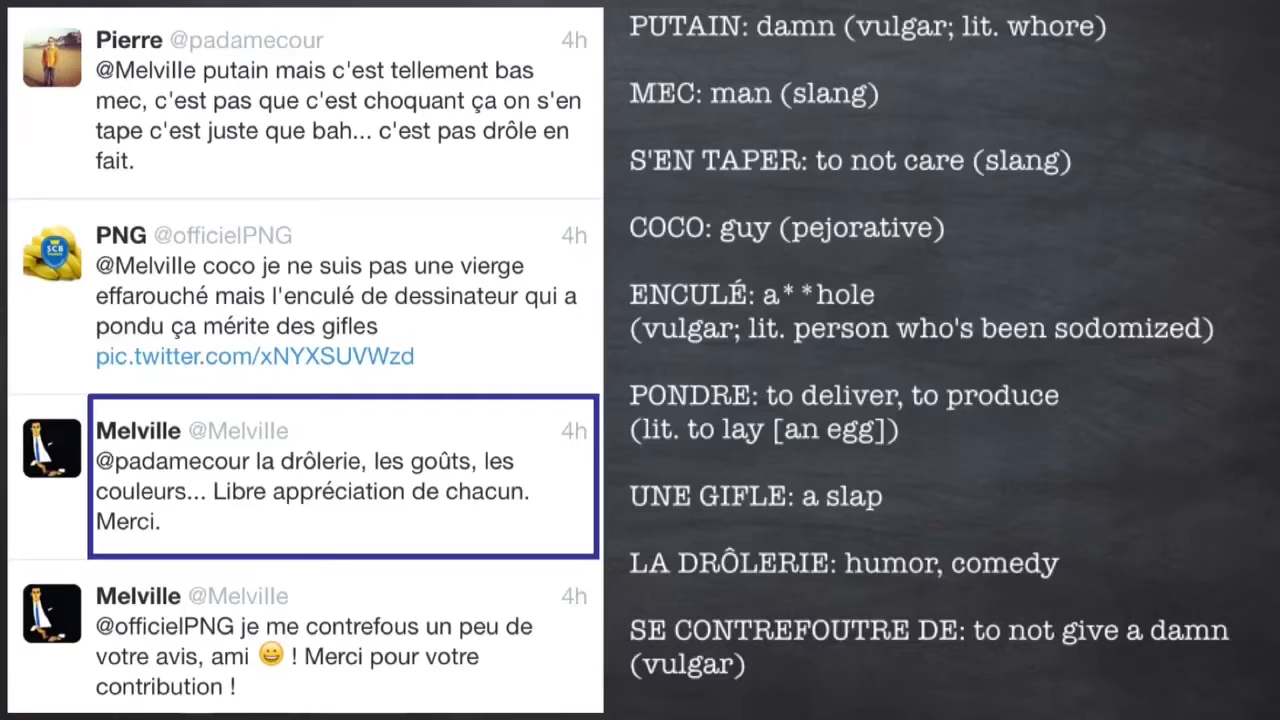 Pierre @padamecour 4h
@Melville putain mais c'est tellement bas
mec, c'est pas que c'est choquant ça on s'en
tape c'est juste que bah... c'est pas drôle en
fait.
PNG @officielPNG 4h
@Melville coco je ne suis pas une vierge
effarouché mais l'enculé de dessinateur qui a
pondu ça mérite des gifles
pic.twitter.com/xNYXSUVWzd
Melville @Melville 4h
@padamecour la drôlerie, les goûts, les
couleurs... Libre appréciation de chacun.
Merci.
Melville @Melville 4h
@officielPNG je me contrefous un peu de
votre avis, ami 😀 ! Merci pour votre
contribution !
PUTAIN: damn (vulgar; lit. whore)
MEC: man (slang)
S'EN TAPER: to not care (slang)
COCO: guy (pejorative)
ENCULÉ: a**hole
(vulgar; lit. person who's been sodomized)
PONDRE: to deliver, to produce
(lit. to lay [an egg])
UNE GIFLE: a slap
LA DRÔLERIE: humor, comedy
SE CONTREFOUTRE DE: to not give a damn
(vulgar)